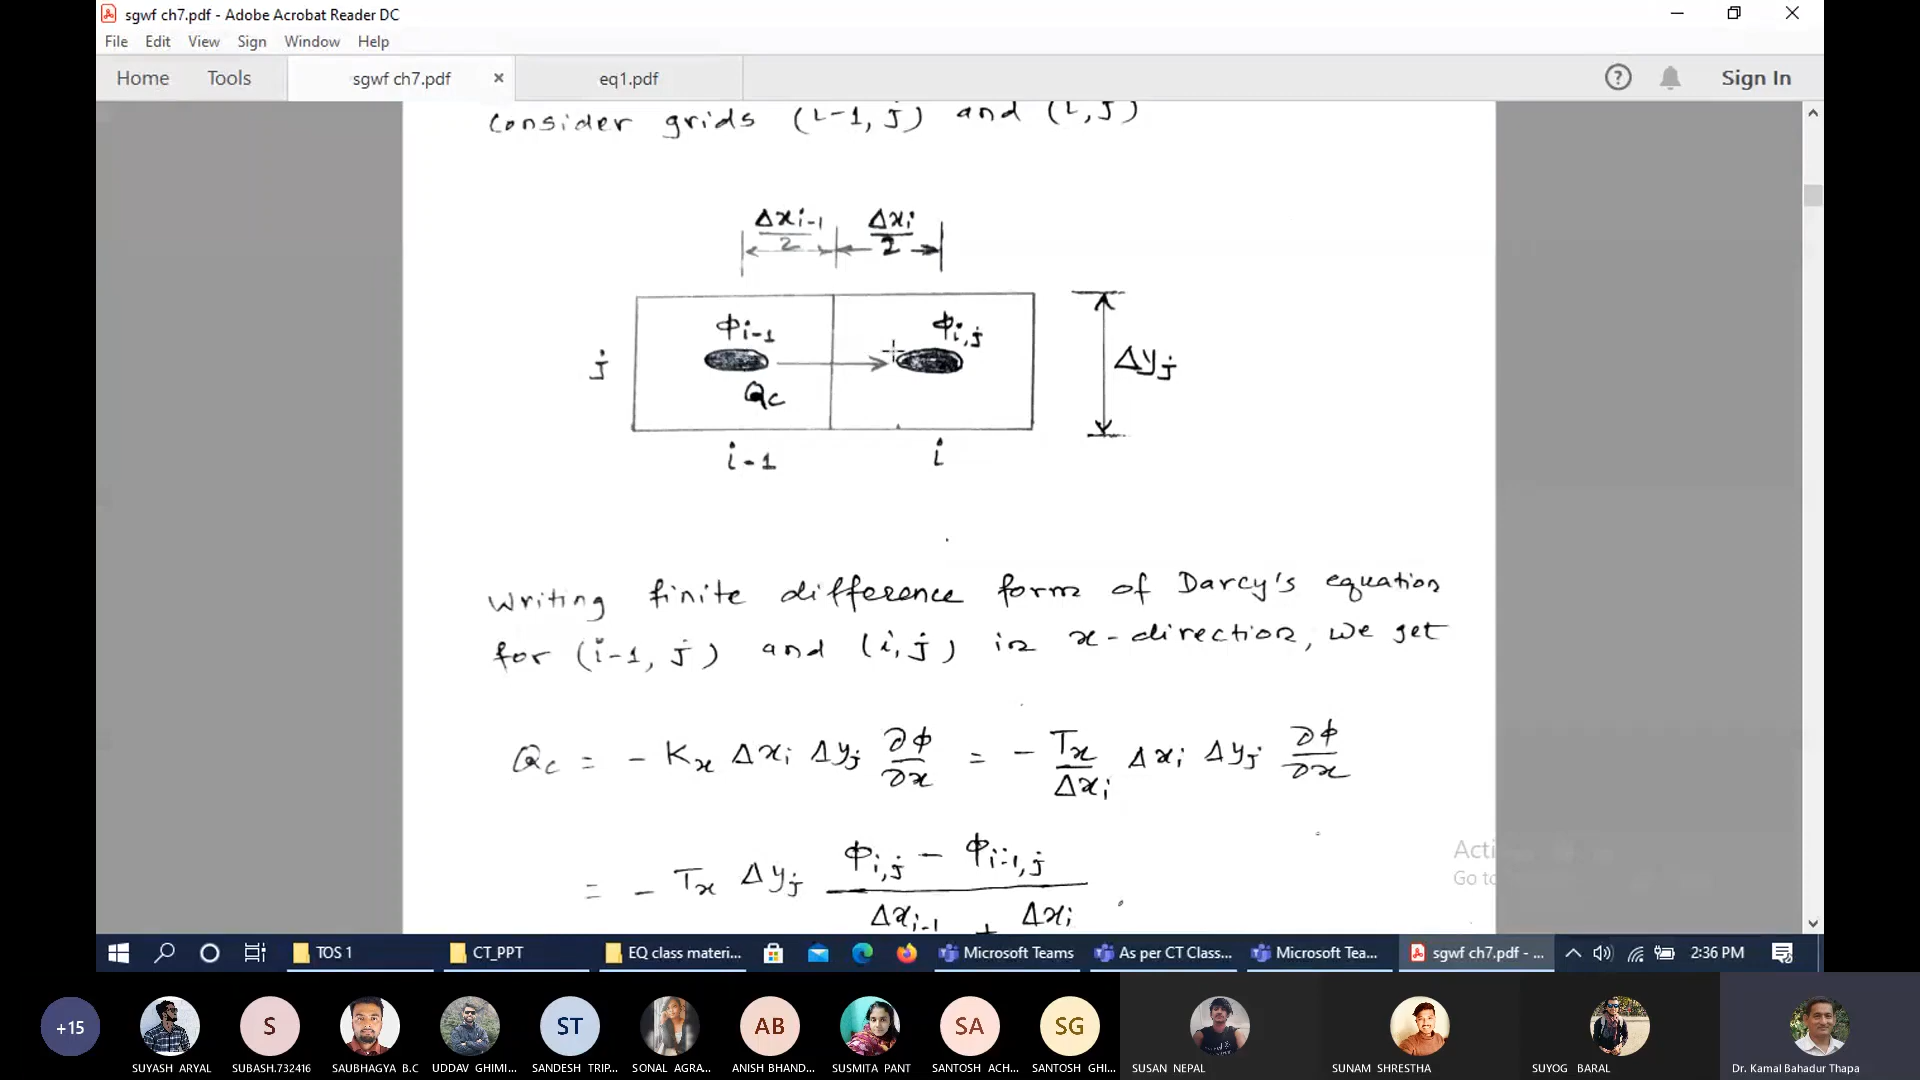 sgwf ch7.pdf - Adobe Acrobat Reader DC
File Edit View Sign Window Help
Home Tools sgwf ch7.pdf × eq1.pdf ? Sign In
Consider grids (i-1, j) and (i, j)
Δxi-1/2 Δxi/2
Φi-1 Φi,j
j Qc Δyj
i-1 i
Writing finite difference form of Darcy's equation
for (i-1, j) and (i, j) in x-direction, we get
Qc = - Kx Δxi Δyj ∂Φ/∂x = - Tx/Δxi Δxi Δyj ∂Φ/∂x
= - Tx Δyj Φi,j - Φi-1,j
Δxi-1 + Δxi
Acti
Go to
TOS 1 CT_PPT EQ class materi... Microsoft Teams As per CT Class... Microsoft Tea... sgwf ch7.pdf - ... 2:36 PM
+15 S ST AB SA SG
SUYASH ARYAL SUBASH.732416 SAUBHAGYA B.C UDDAV GHIMI... SANDESH TRIP... SONAL AGRA... ANISH BHAND... SUSMITA PANT SANTOSH ACH... SANTOSH GHI... SUSAN NEPAL SUNAM SHRESTHA SUYOG BARAL Dr. Kamal Bahadur Thapa